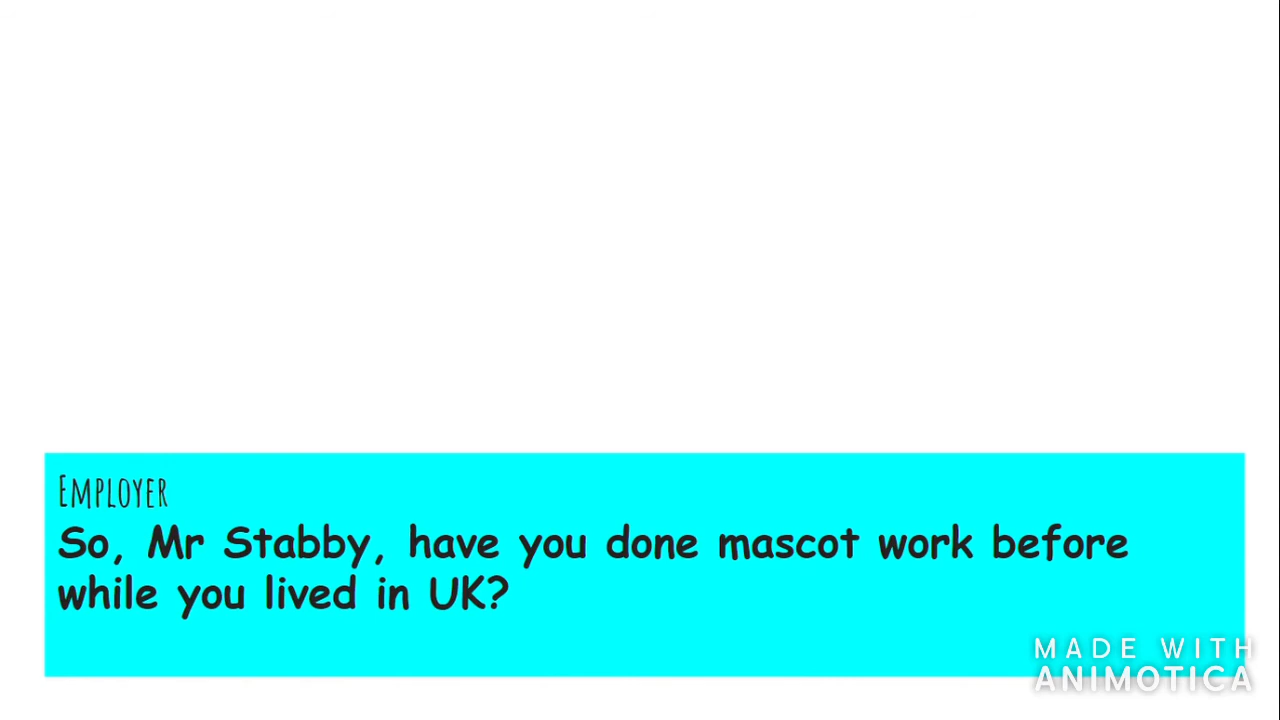 Employer
So, Mr Stabby, have you done mascot work before
while you lived in UK?
MADE WITH
ANIMOTICA